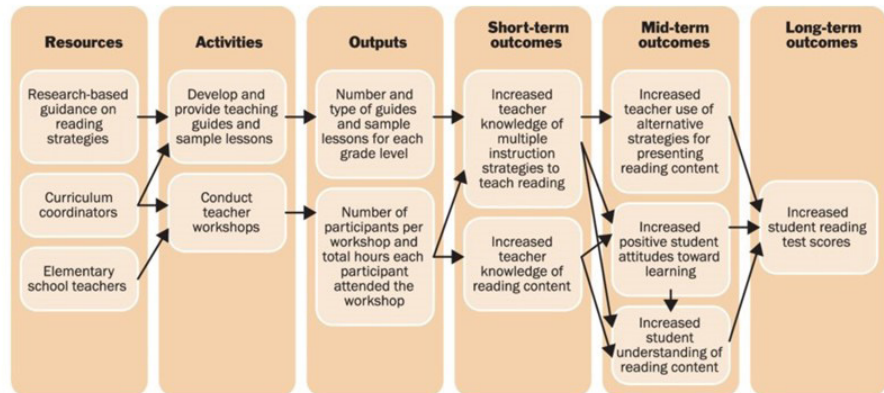 Resources
Research-based
guidance on
reading
strategies
Curriculum
coordinators
Elementary
school teachers
Activities
Develop and
provide teaching
guides and
sample lessons
Conduct
teacher
workshops
Outputs
Number and
type of guides
and sample
lessons for each
grade level
Number of
participants per
workshop and
total hours each
participant
attended the
workshop
Short-term
outcomes
Increased
teacher
knowledge of
multiple
instruction
strategies to
teach reading
Increased
teacher
knowledge of
reading content
Mid-term
outcomes
Increased
teacher use of
alternative
strategies for
presenting
reading content
Increased
positive student
attitudes toward
learning
Increased
student
understanding of
reading content
Long-term
outcomes
Increased
student reading
test scores